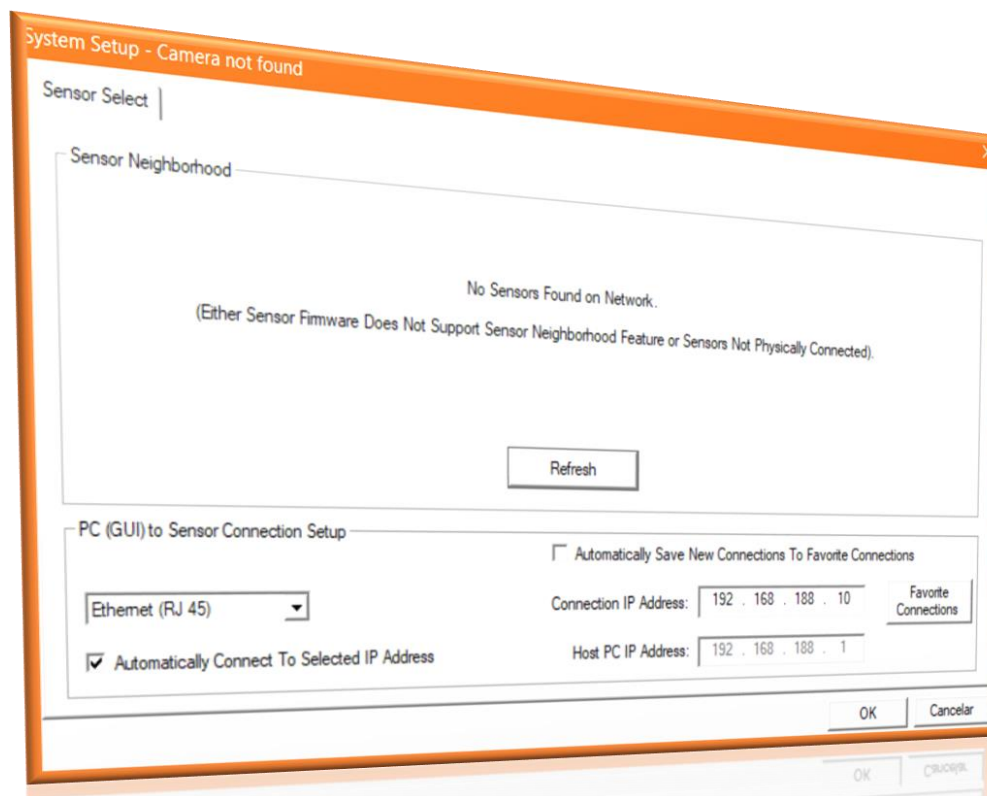 System Setup - Camera not found
X
Sensor Select
Sensor Neighborhood
No Sensors Found on Network.
(Either Sensor Firmware Does Not Support Sensor Neighborhood Feature or Sensors Not Physically Connected).
Refresh
PC (GUI) to Sensor Connection Setup
Automatically Save New Connections To Favorite Connections
Ethernet (RJ 45)
Connection IP Address: 192 . 168 . 188 . 10
Favorite
Connections
Automatically Connect To Selected IP Address
Host PC IP Address: 192 . 168 . 188 . 1
OK
Cancelar